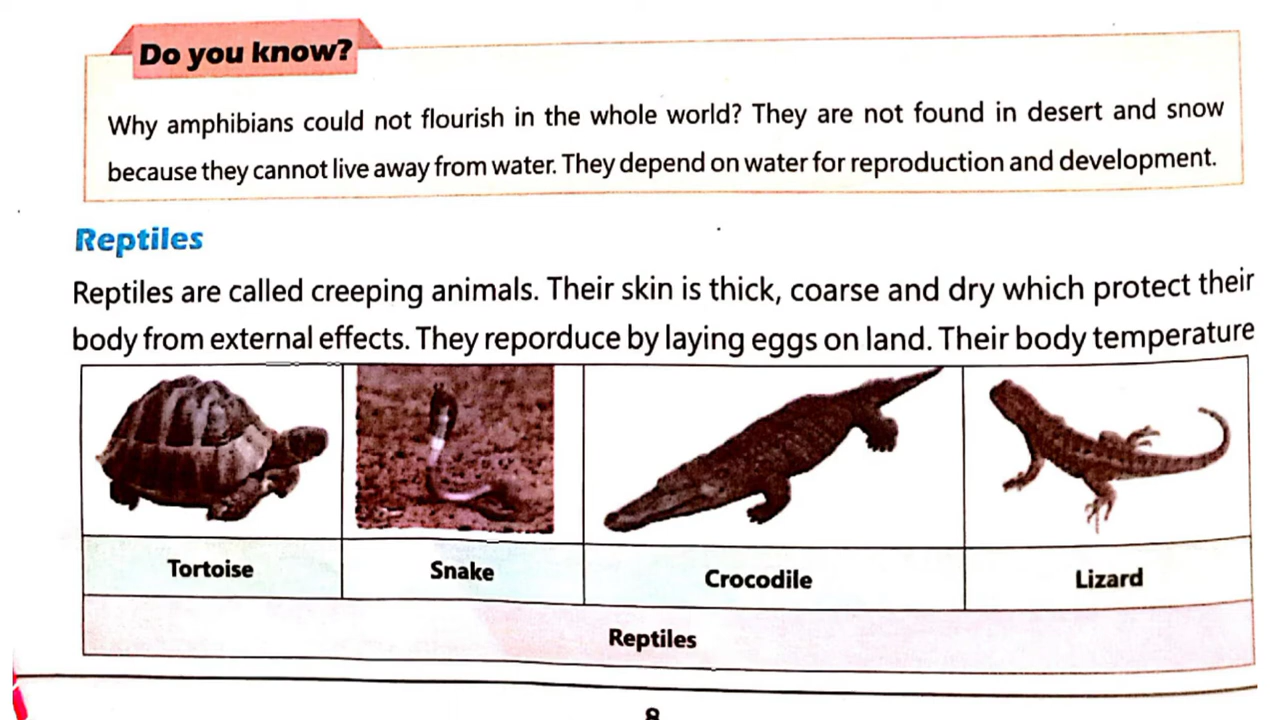 Do you know?
Why amphibians could not flourish in the whole world? They are not found in desert and snow
because they cannot live away from water. They depend on water for reproduction and development.
Reptiles
Reptiles are called creeping animals. Their skin is thick, coarse and dry which protect their
body from external effects. They reporduce by laying eggs on land. Their body temperature
Tortoise
Snake
Crocodile
Lizard
Reptiles
8